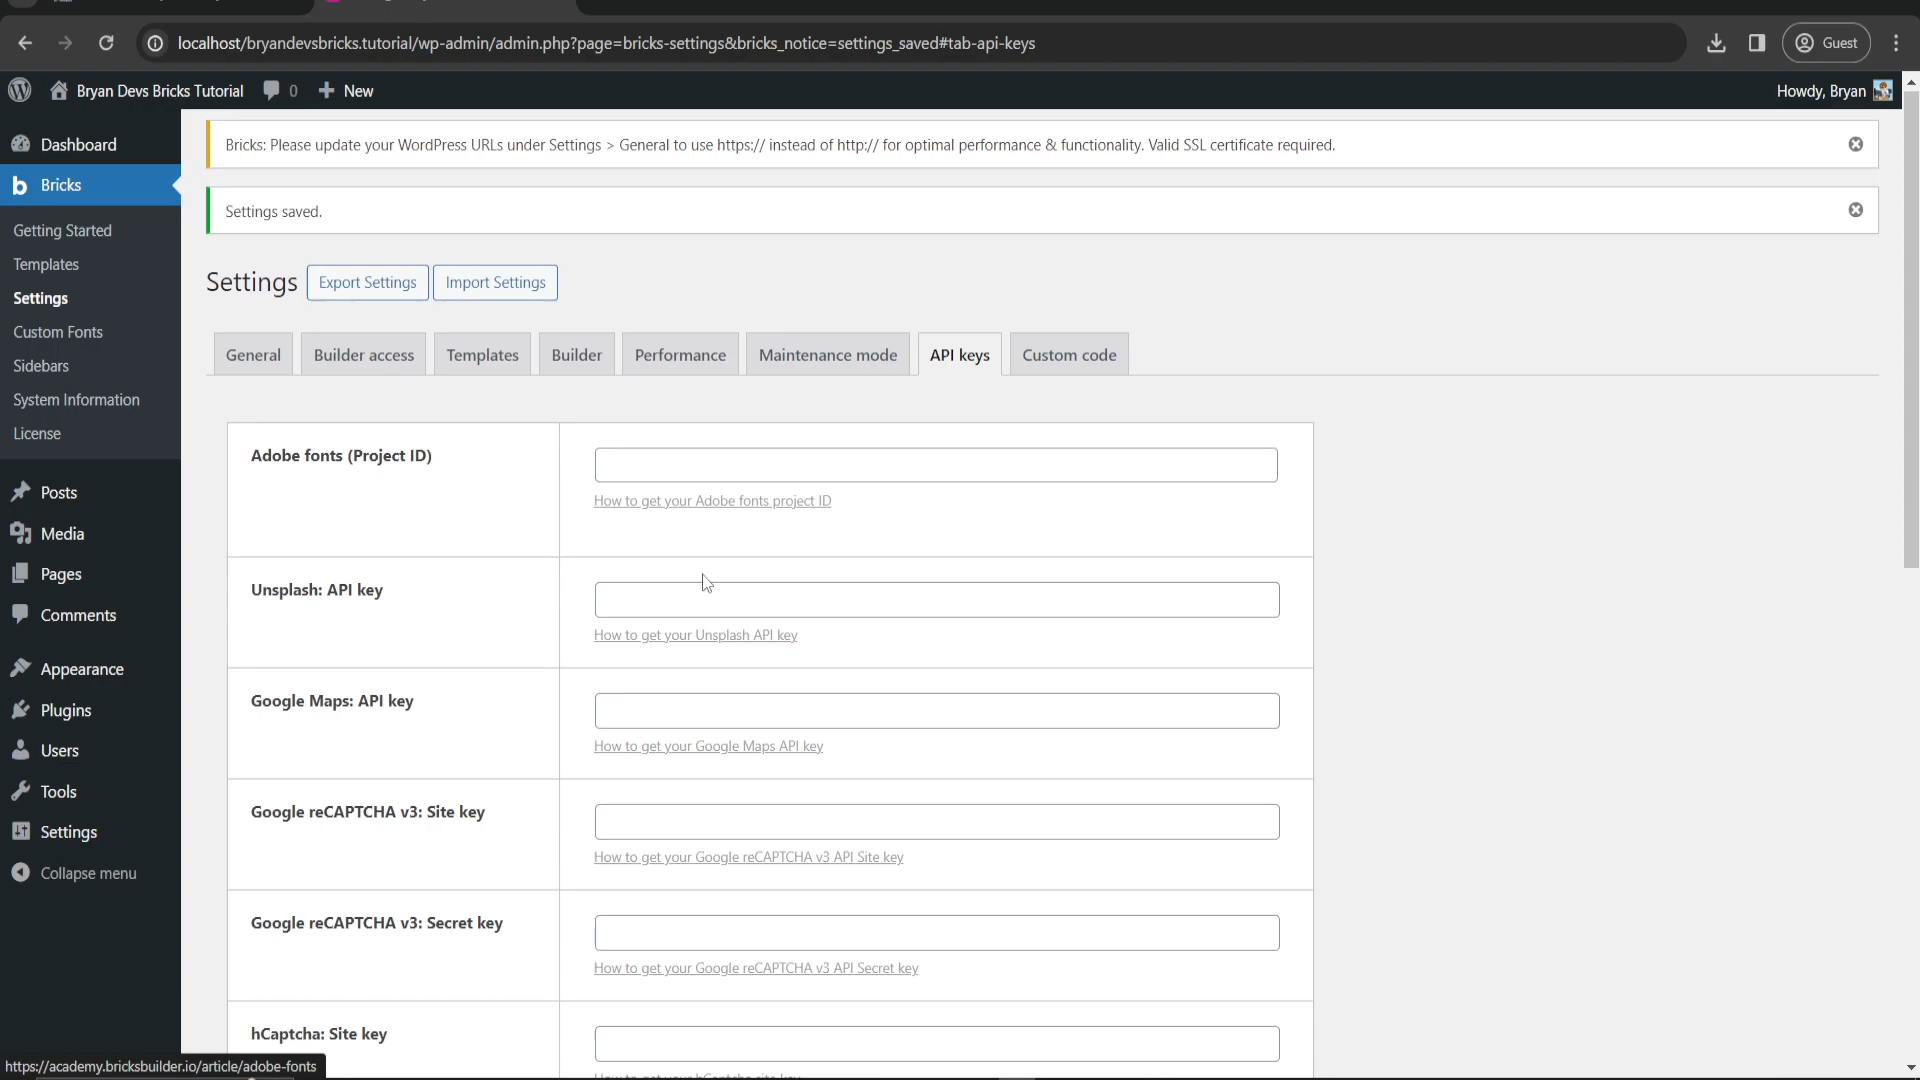 localhost/bryandevsbricks.tutorial/wp-admin/admin.php?page=bricks-settings&bricks_notice=settings_saved#tab-api-keys
Guest
Bryan Devs Bricks Tutorial
0
New
Howdy, Bryan
Dashboard
Bricks
Getting Started
Templates
Settings
Custom Fonts
Sidebars
System Information
License
Posts
Media
Pages
Comments
Appearance
Plugins
Users
Tools
Settings
Collapse menu
Bricks: Please update your WordPress URLs under Settings > General to use https:// instead of http:// for optimal performance & functionality. Valid SSL certificate required.
Settings saved.
Settings
Export Settings
Import Settings
General
Builder access
Templates
Builder
Performance
Maintenance mode
API keys
Custom code
Adobe fonts (Project ID)
How to get your Adobe fonts project ID
Unsplash: API key
How to get your Unsplash API key
Google Maps: API key
How to get your Google Maps API key
Google reCAPTCHA v3: Site key
How to get your Google reCAPTCHA v3 API Site key
Google reCAPTCHA v3: Secret key
How to get your Google reCAPTCHA v3 API Secret key
hCaptcha: Site key
How to get your hCaptcha site key
https://academy.bricksbuilder.io/article/adobe-fonts